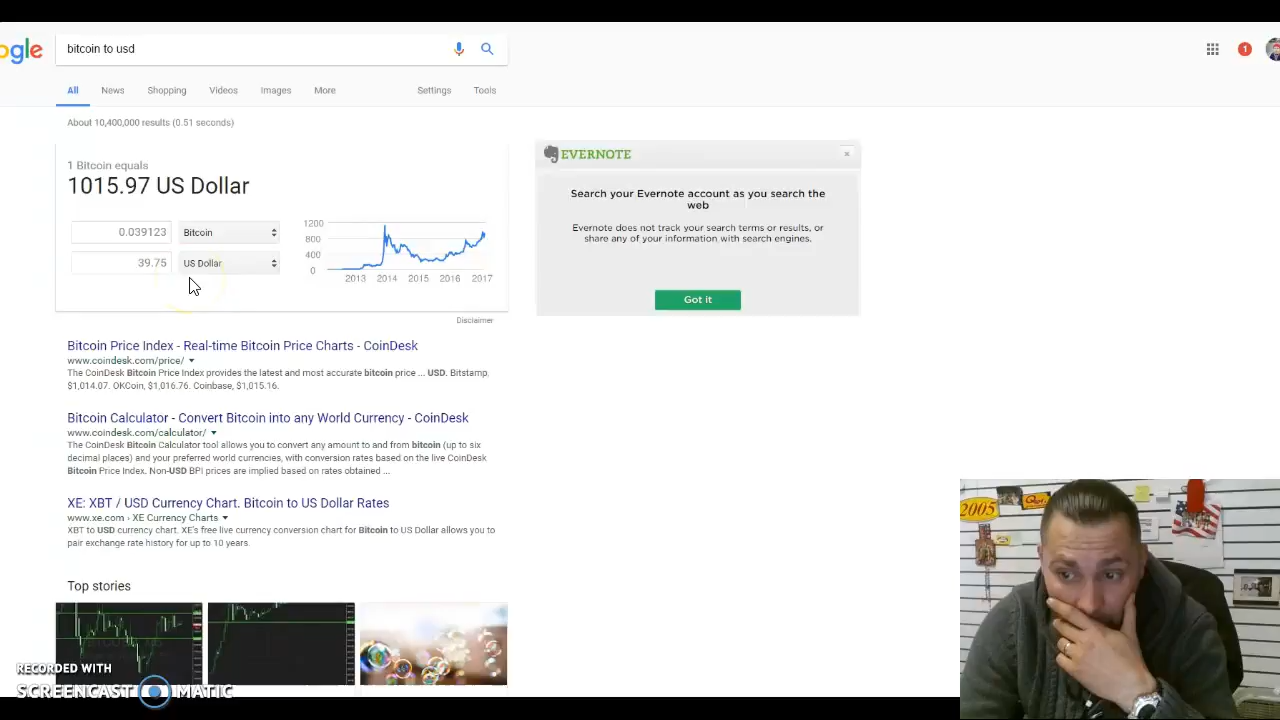 ogle
bitcoin to usd
1
All News Shopping Videos Images More Settings Tools
About 10,400,000 results (0.51 seconds)
1 Bitcoin equals
1015.97 US Dollar
0.039123 Bitcoin
39.75 US Dollar
1200
800
400
0
2013 2014 2015 2016 2017
Disclaimer
EVERNOTE
×
Search your Evernote account as you search the
web
Evernote does not track your search terms or results, or
share any of your information with search engines.
Got it
Bitcoin Price Index - Real-time Bitcoin Price Charts - CoinDesk
www.coindesk.com/price/
The CoinDesk Bitcoin Price Index provides the latest and most accurate bitcoin price ... USD. Bitstamp,
$1,014.07. OKCoin, $1,016.76. Coinbase, $1,015.16.
Bitcoin Calculator - Convert Bitcoin into any World Currency - CoinDesk
www.coindesk.com/calculator/
The CoinDesk Bitcoin Calculator tool allows you to convert any amount to and from bitcoin (up to six
decimal places) and your preferred world currencies, with conversion rates based on the live CoinDesk
Bitcoin Price Index. Non-USD BPI prices are implied based on rates obtained ...
XE: XBT / USD Currency Chart. Bitcoin to US Dollar Rates
www.xe.com › XE Currency Charts
XBT to USD currency chart. XE's free live currency conversion chart for Bitcoin to US Dollar allows you to
pair exchange rate history for up to 10 years.
Top stories
2005
RECORDED WITH
SCREENCAST MATIC